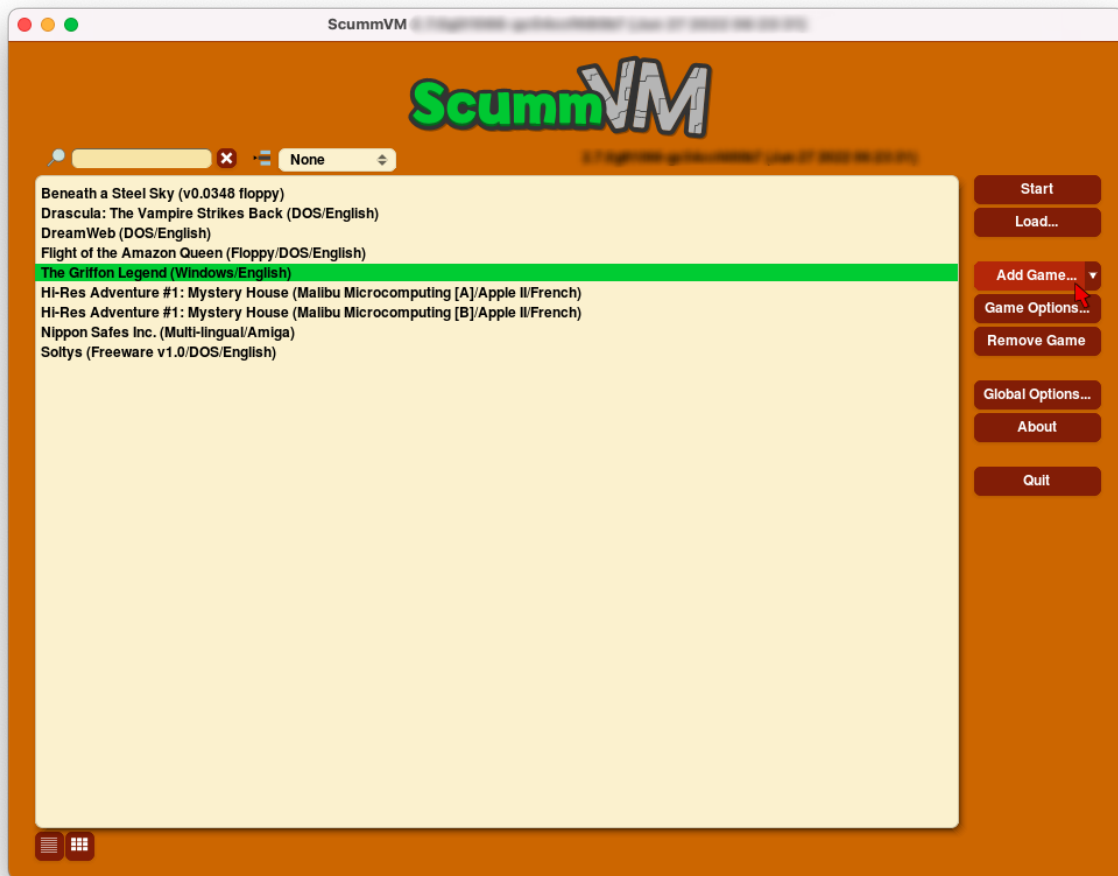 ScummVM
ScummVM
None
Beneath a Steel Sky (v0.0348 floppy)
Drascula: The Vampire Strikes Back (DOS/English)
DreamWeb (DOS/English)
Flight of the Amazon Queen (Floppy/DOS/English)
The Griffon Legend (Windows/English)
Hi-Res Adventure #1: Mystery House (Malibu Microcomputing [A]/Apple II/French)
Hi-Res Adventure #1: Mystery House (Malibu Microcomputing [B]/Apple II/French)
Nippon Safes Inc. (Multi-lingual/Amiga)
Soltys (Freeware v1.0/DOS/English)
Start
Load...
Add Game...
Game Options...
Remove Game
Global Options...
About
Quit